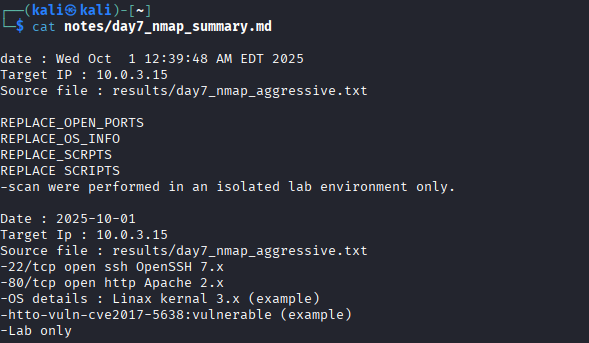 ┌──(kali㉿kali)-[~]
└─$ cat notes/day7_nmap_summary.md
date : Wed Oct  1 12:39:48 AM EDT 2025
Target IP : 10.0.3.15
Source file : results/day7_nmap_aggressive.txt
REPLACE_OPEN_PORTS
REPLACE_OS_INFO
REPLACE_SCRPTS
REPLACE SCRIPTS
-scan were performed in an isolated lab environment only.
Date : 2025-10-01
Target Ip : 10.0.3.15
Source file : results/day7_nmap_aggressive.txt
-22/tcp open ssh OpenSSH 7.x
-80/tcp open http Apache 2.x
-OS details : Linax kernal 3.x (example)
-htto-vuln-cve2017-5638:vulnerable (example)
-Lab only